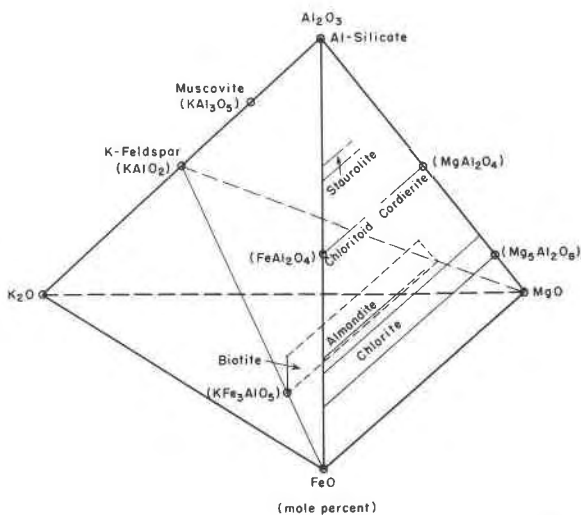 Al₂O₃
Al-Silicate
Muscovite
(KAl₃O₅)
K-Feldspar
(KAlO₂)
Staurolite
(MgAl₂O₄)
Cordierite
Chloritoid
(FeAl₂O₄)
(Mg₅Al₂O₈)
K₂O
MgO
Almandite
Biotite
Chlorite
(KFe₃AlO₅)
FeO
(mole percent)